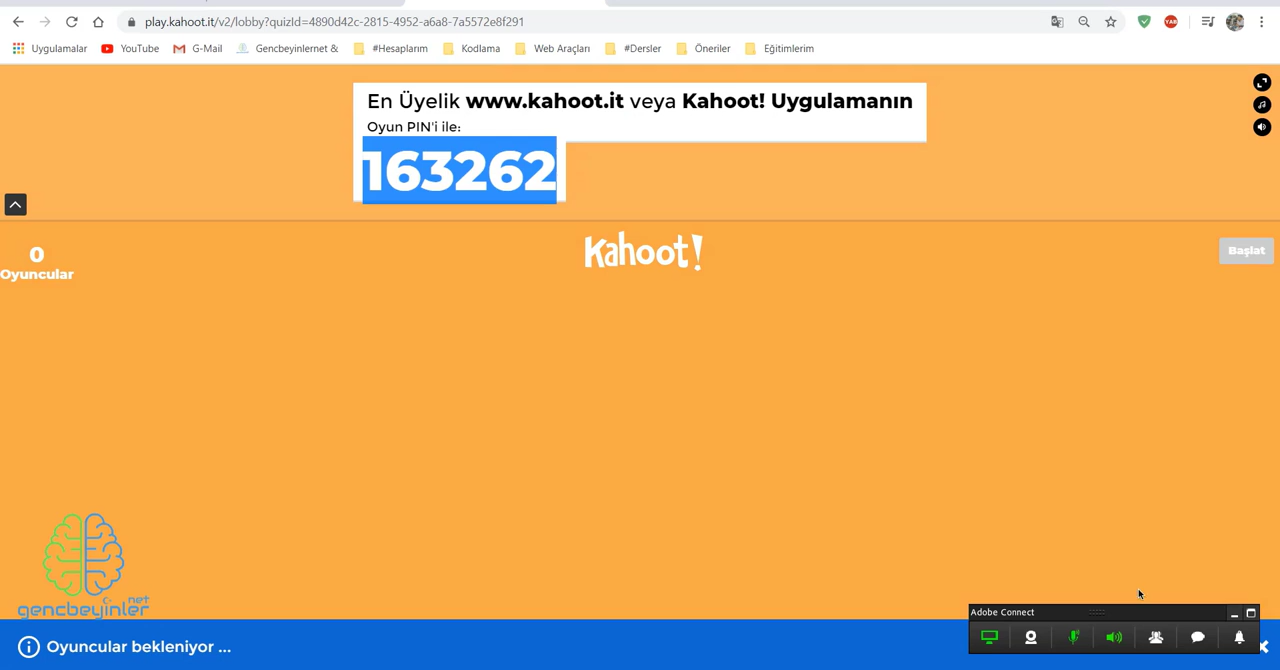 play.kahoot.it/v2/lobby?quizId=4890d42c-2815-4952-a6a8-7a5572e8f291
YAB
Uygulamalar YouTube G-Mail Gencbeyinlernet & #Hesaplarım Kodlama Web Araçları #Dersler Öneriler Eğitimlerim
En Üyelik www.kahoot.it veya Kahoot! Uygulamanın
Oyun PIN'i ile:
163262
0
Oyuncular
Kahoot!
Başlat
net
gencbeyinler
Adobe Connect
Oyuncular bekleniyor ...